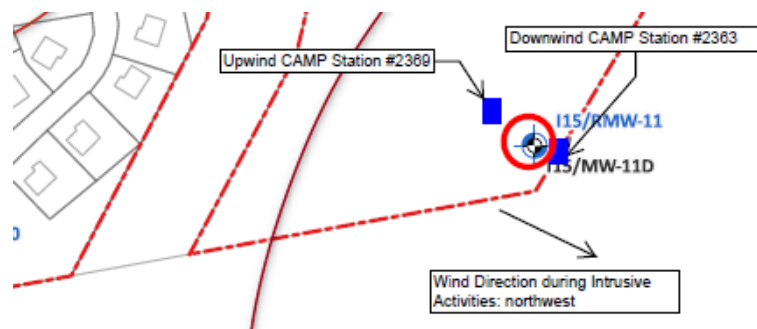 Downwind CAMP Station #2363
Upwind CAMP Station #2369
I15/RMW-11
I15/MW-11D
0
Wind Direction during Intrusive
Activities: northwest